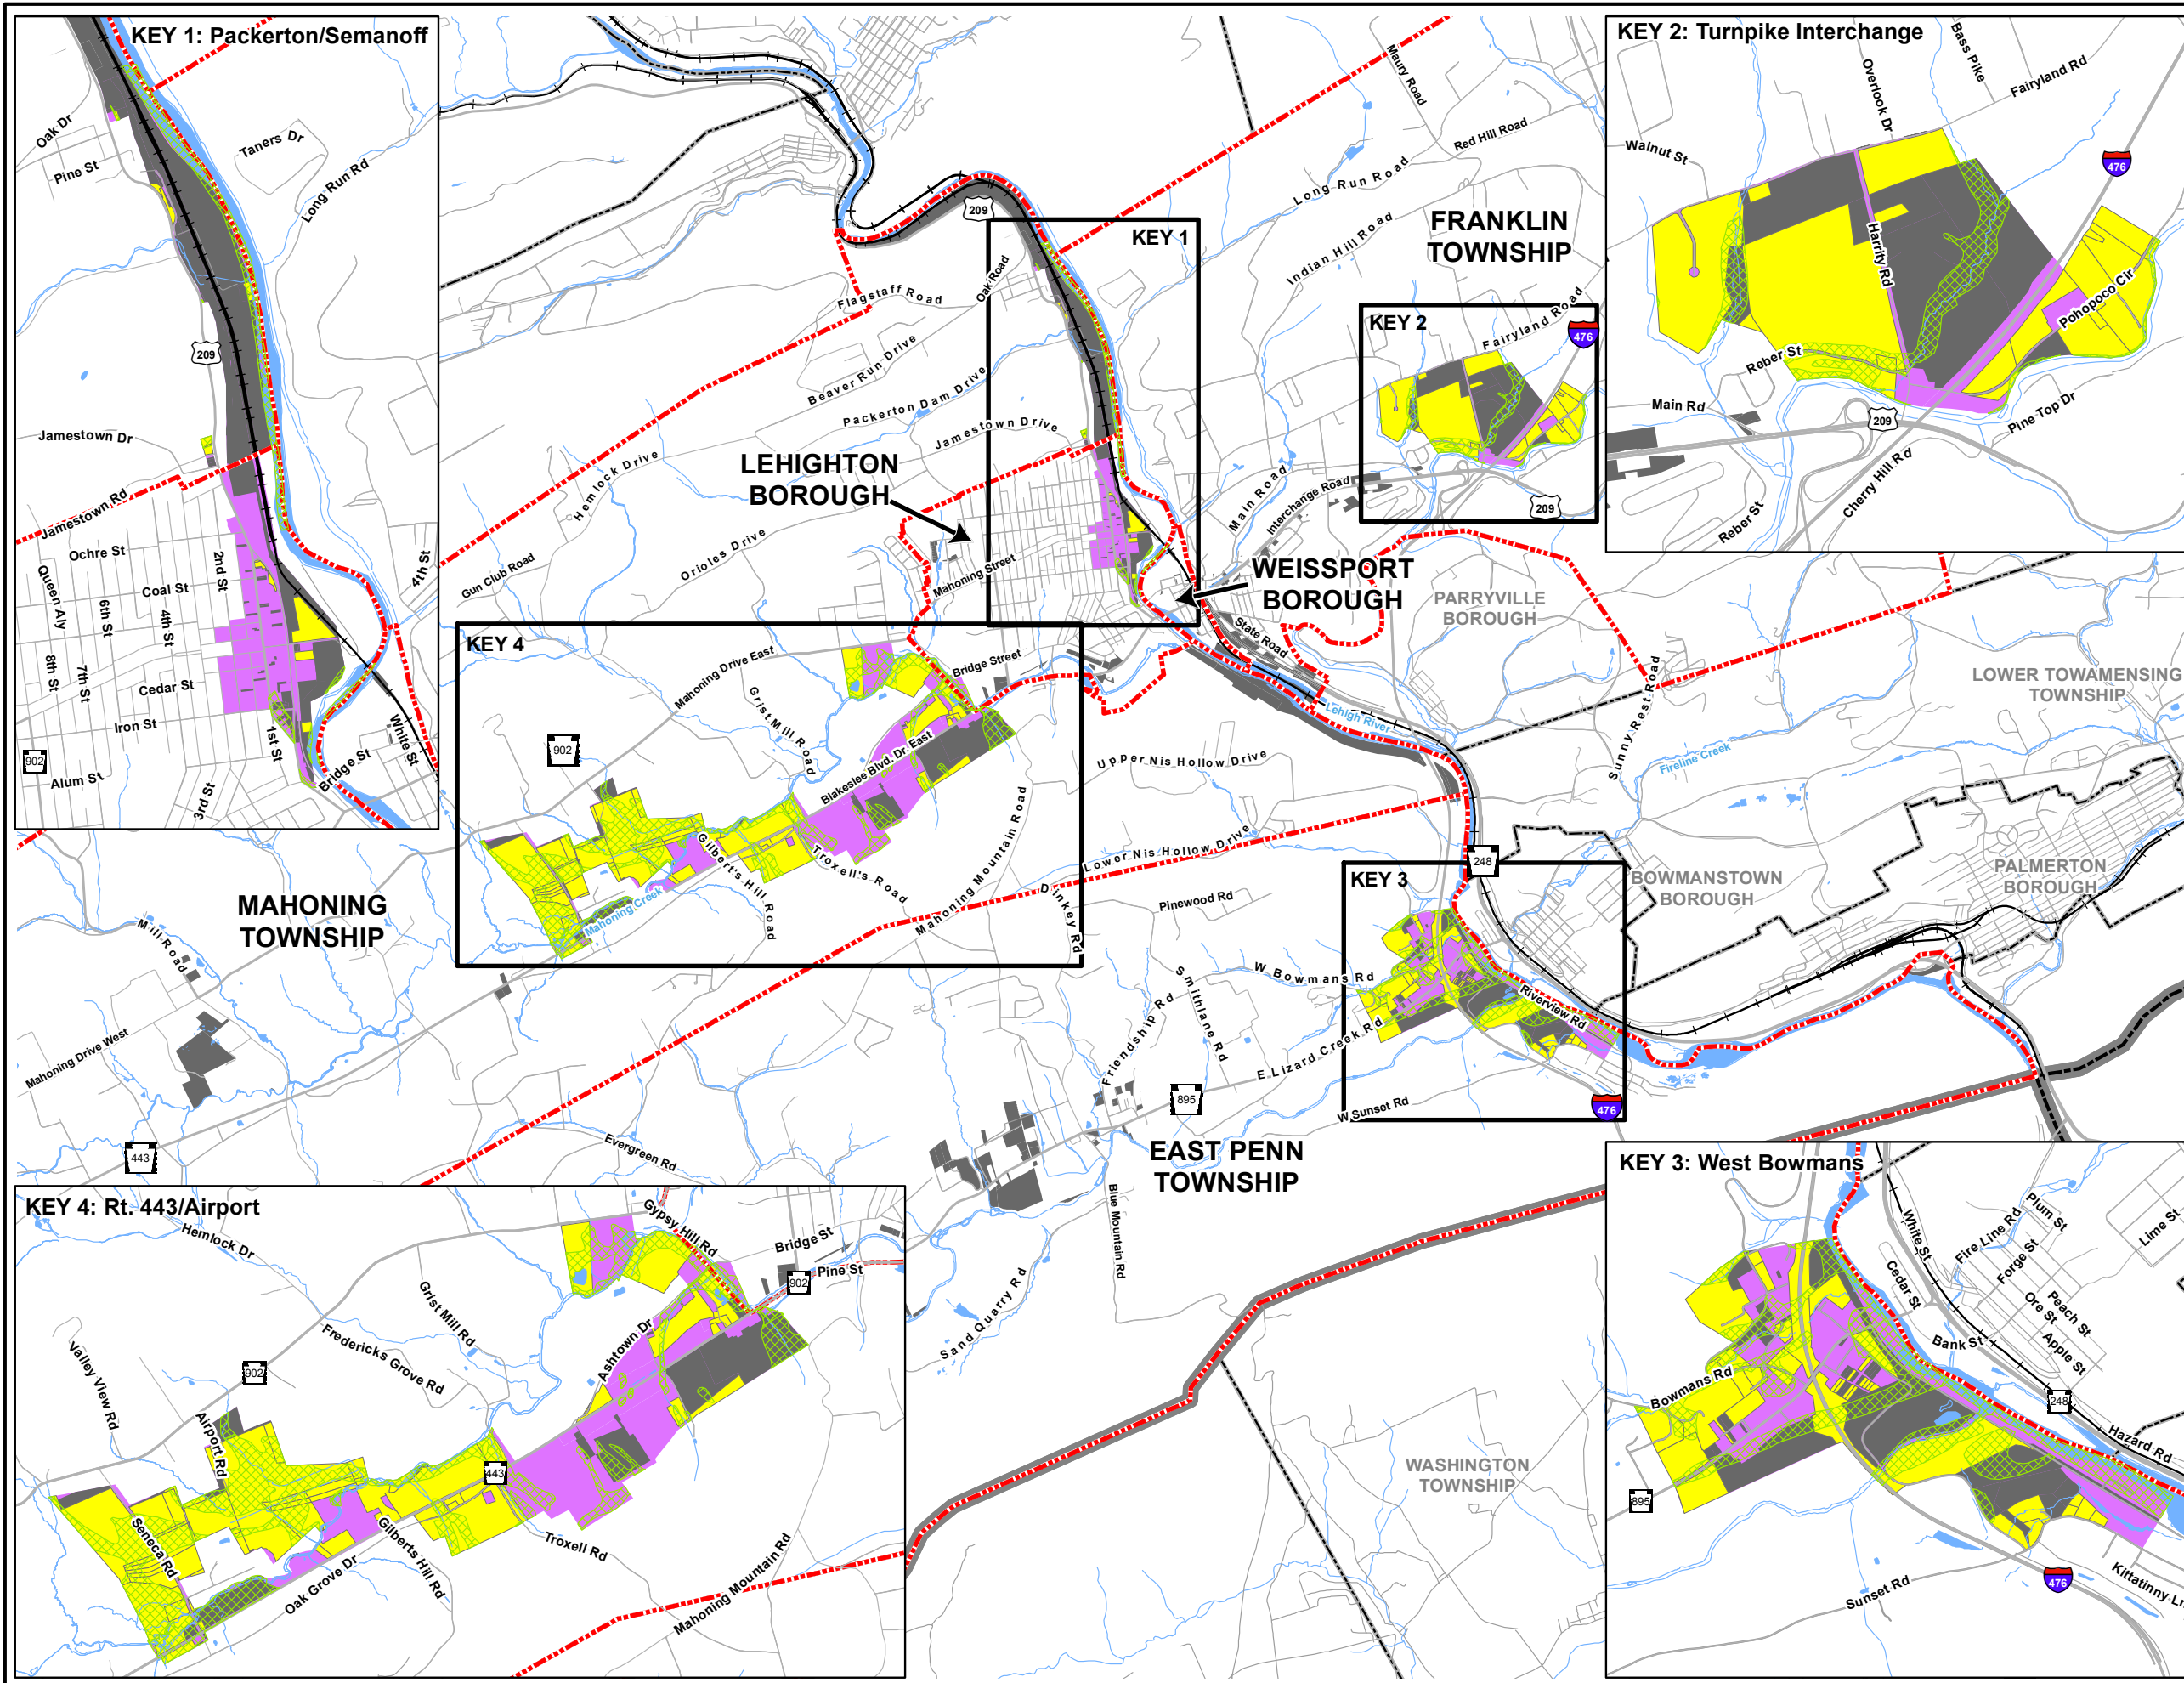 KEY 1: Packerton/Semanoff
Oak Dr
Pine St
Taners Dr
Long Run Rd
209
Jamestown Dr
Jamestown Rd
Ochre St
Queen Aly
Coal St
2nd St
6th St
4th St
4th St
8th St
7th St
Cedar St
Iron St
1st St
White St
902
Alum St
3rd St
Bridge St
Maury Road
Red Hill Road
Long Run Road
209
KEY 1
FRANKLIN
TOWNSHIP
Indian Hill Road
Oak Road
Flagstaff Road
KEY 2
Fairyland Road
476
Beaver Run Drive
Packerton Dam Drive
Jamestown Drive
LEHIGHTON
BOROUGH
Hemlock Drive
Main Road
Interchange Road
209
Orioles Drive
Gun Club Road
Mahoning Street
WEISSPORT
BOROUGH
PARRYVILLE
BOROUGH
State Road
KEY 4
Bridge Street
Mahoning Drive East
Grist Mill Road
Sunny Rest Road
LOWER TOWAMENSING
TOWNSHIP
Lehigh River
902
Blakeslee Blvd. Dr. East
Upper Nis Hollow Drive
Fireline Creek
Gilbert's Hill Road
Troxell's Road
Mahoning Mountain Road
Lower Nis Hollow Drive
Dinkey Rd
Mahoning Creek
248
KEY 3
BOWMANSTOWN
BOROUGH
PALMERTON
BOROUGH
MAHONING
TOWNSHIP
Mill Road
Pinewood Rd
W Bowmans Rd
Smithlane Rd
Friendship Rd
Riverview Rd
E Lizard Creek Rd
Mahoning Drive West
895
W Sunset Rd
476
443
Evergreen Rd
EAST PENN
TOWNSHIP
Blue Mountain Rd
Sand Quarry Rd
WASHINGTON
TOWNSHIP
KEY 2: Turnpike Interchange
Bass Pike
Overlook Dr
Fairyland Rd
Walnut St
476
Harrity Rd
Pohopoco Cir
Reber St
Main Rd
209
Pine Top Dr
Cherry Hill Rd
Reber St
KEY 4: Rt. 443/Airport
Hemlock Dr
Gypsy Hill Rd
Bridge St
Pine St
902
Grist Mill Rd
Ashtown Dr
Fredericks Grove Rd
Valley View Rd
902
Airport Rd
443
Seneca Rd
Gilberts Hill Rd
Troxell Rd
Oak Grove Dr
Mahoning Mountain Rd
KEY 3: West Bowmans
Plum St
Lime St
Fire Line Rd
White St
Forge St
Cedar St
Peach St
Ore St
Apple St
Bank St
Bowmans Rd
248
Hazard Rd
895
476
Kittatinny Ln
Sunset Rd